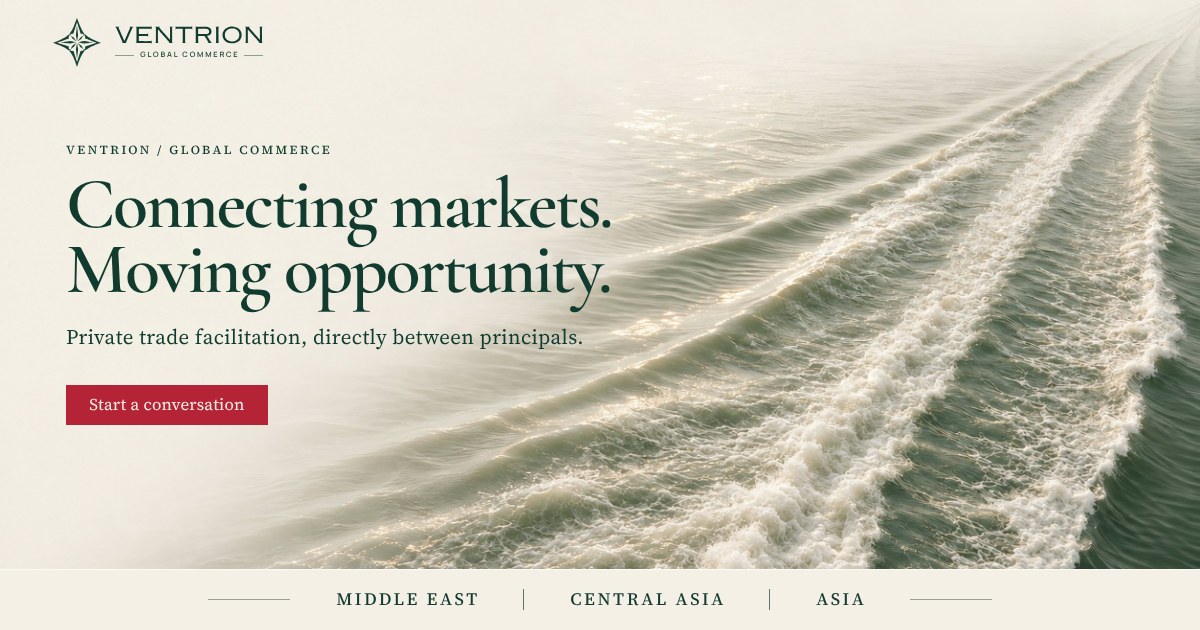 VENTRION
GLOBAL COMMERCE
VENTRION / GLOBAL COMMERCE
Connecting markets.
Moving opportunity.
Private trade facilitation, directly between principals.
Start a conversation
MIDDLE EAST
CENTRAL ASIA
ASIA